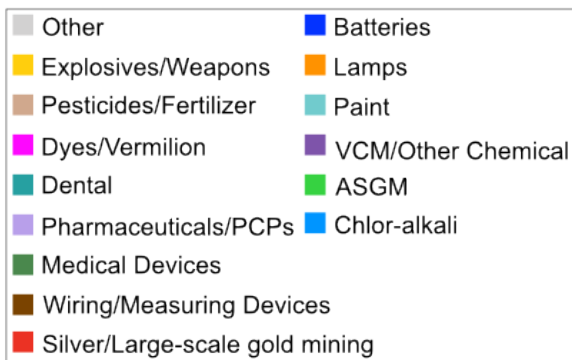 Other
Explosives/Weapons
Pesticides/Fertilizer
Dyes/Vermilion
Dental
Pharmaceuticals/PCPs
Medical Devices
Wiring/Measuring Devices
Silver/Large-scale gold mining
Batteries
Lamps
Paint
VCM/Other Chemical
ASGM
Chlor-alkali